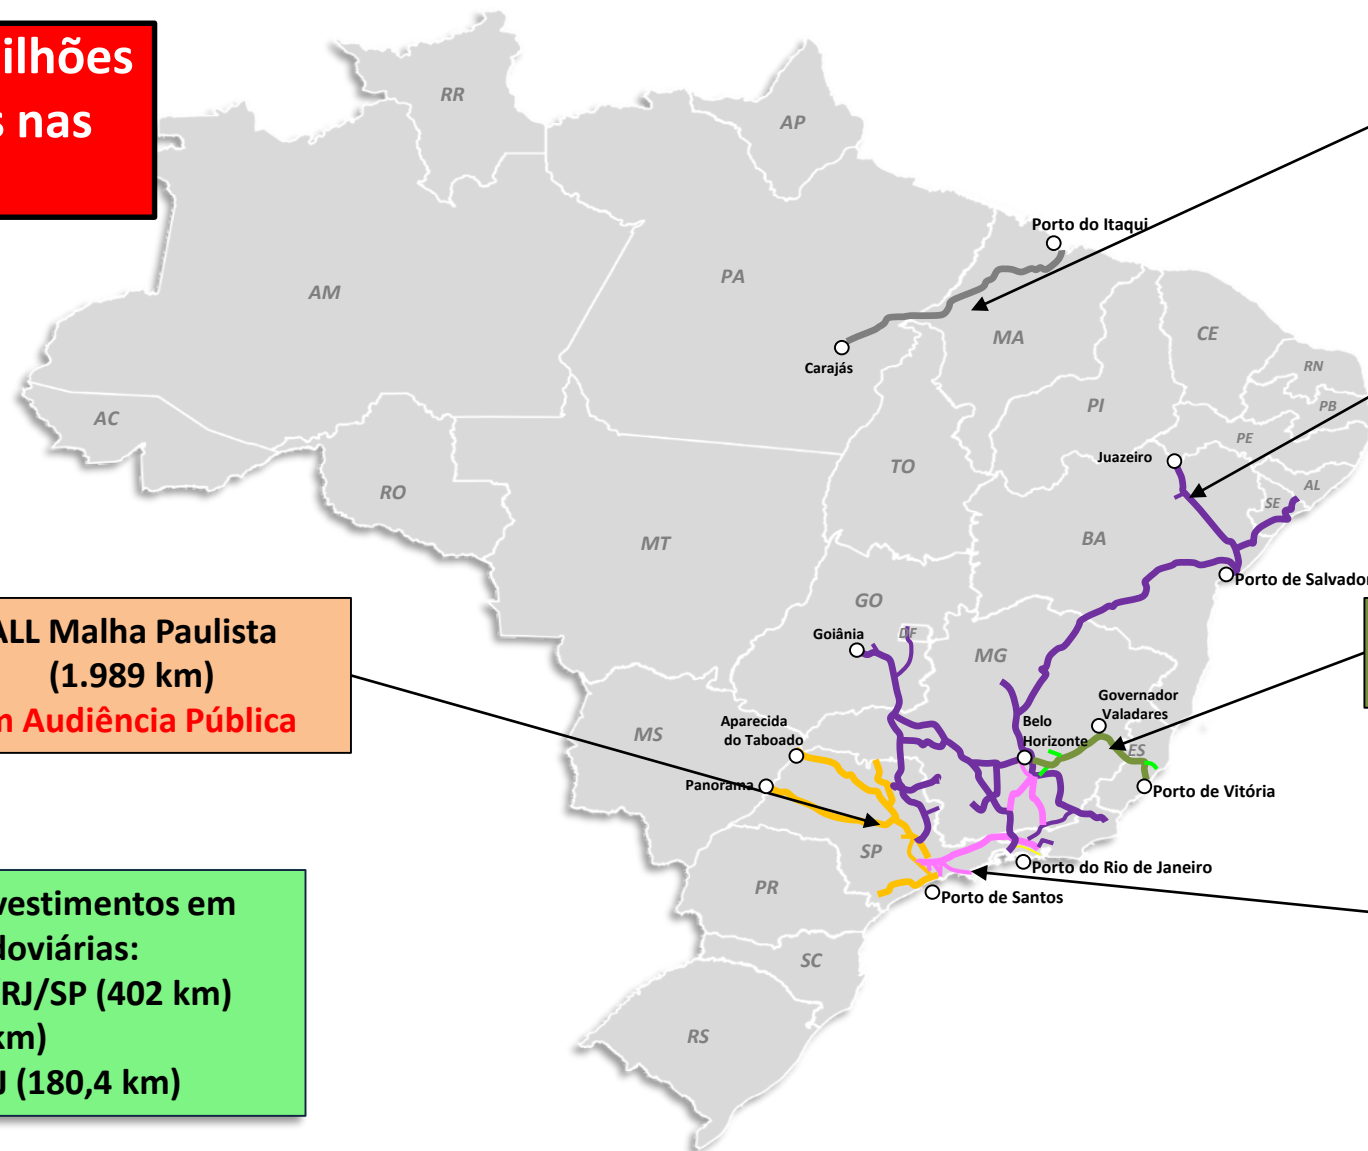 ilhões
s nas
RR
AP
Porto do Itaqui
PA
AM
MA
CE
RN
Carajás
PI
PB
AC
PE
Juazeiro
TO
AL
RO
SE
BA
MT
Porto de Salvador
GO
ALL Malha Paulista
(1.989 km)
m Audiência Pública
Goiânia
DF
MG
Governador
Valadares
Aparecida
do Taboado
Belo
Horizonte
MS
ES
Panorama
Porto de Vitória
SP
Porto do Rio de Janeiro
PR
Porto de Santos
vestimentos em
doviárias:
/RJ/SP (402 km)
km)
J (180,4 km)
SC
RS